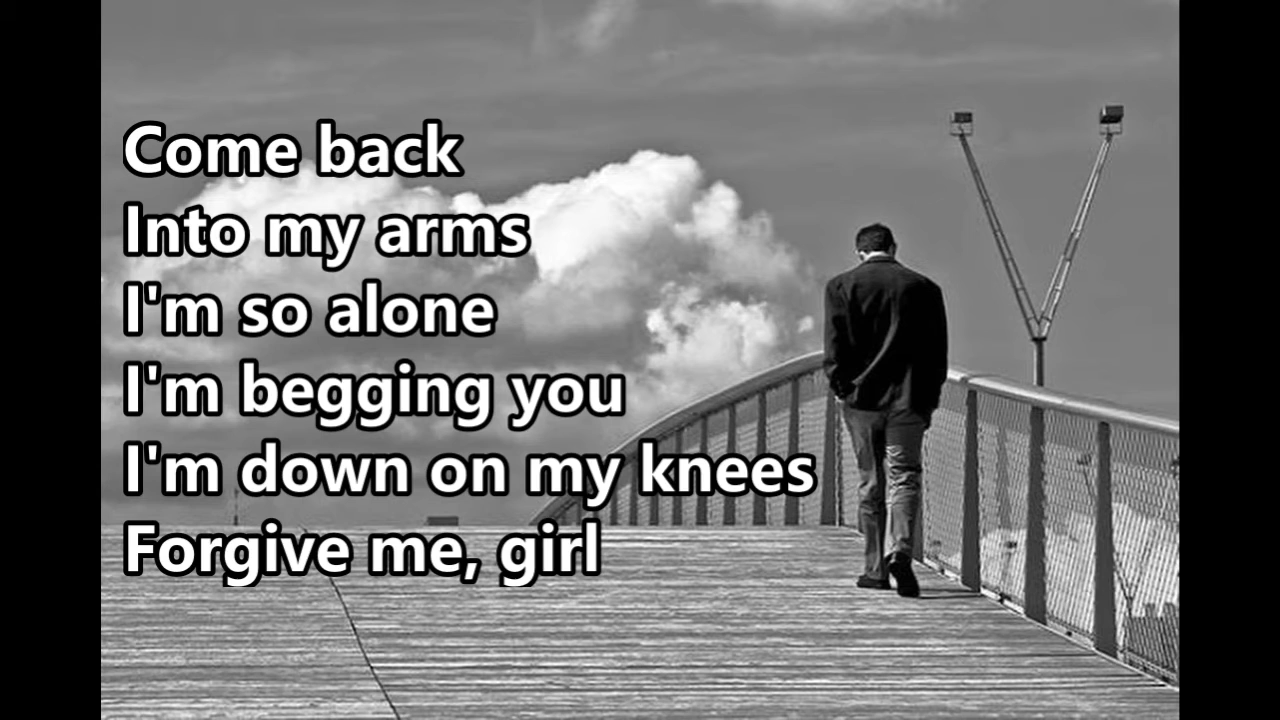 Come back
Into my arms
I'm so alone
I'm begging you
I'm down on my knees
Forgive me, girl